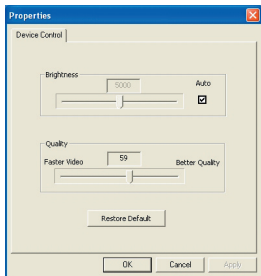 Properties
Device Control
Brightness
5000
Auto
Quality
Faster Video
59
Better Quality
Restore Default
OK
Cancel
Apply